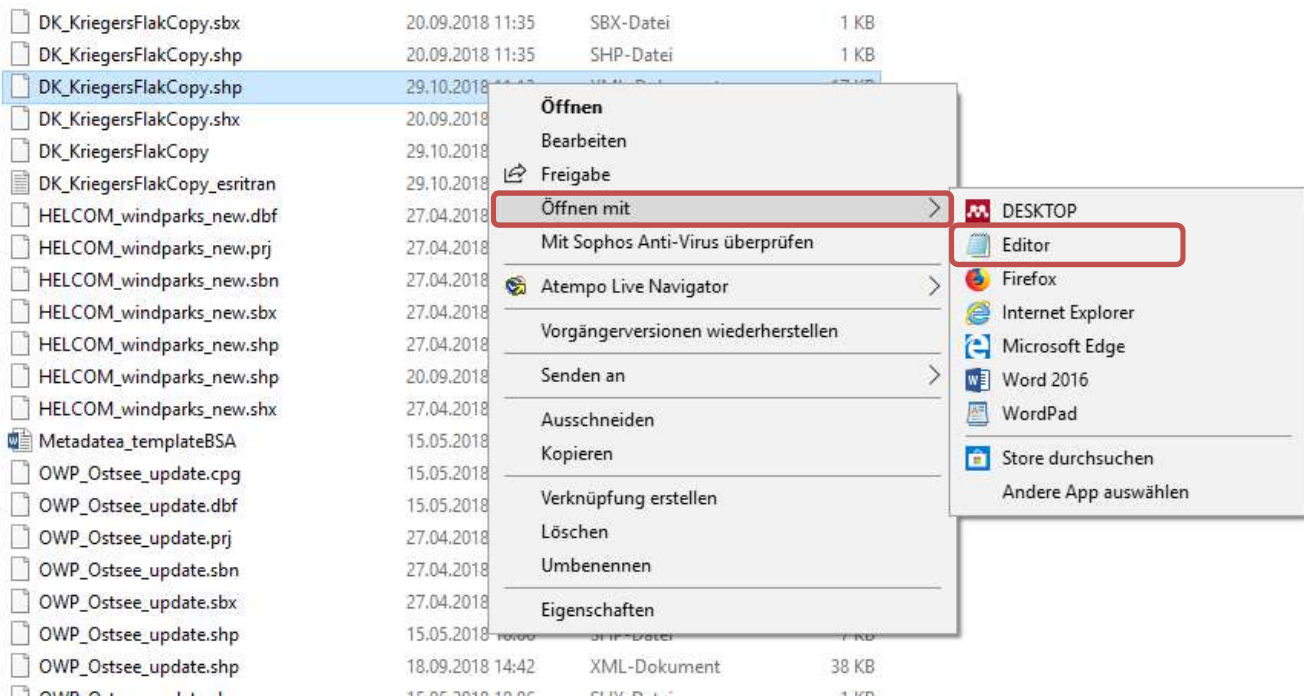 DK_KriegersFlakCopy.sbx 20.09.2018 11:35 SBX-Datei 1 KB
DK_KriegersFlakCopy.shp 20.09.2018 11:35 SHP-Datei 1 KB
DK_KriegersFlakCopy.shp 29.10.2018
DK_KriegersFlakCopy.shx 20.09.2018
DK_KriegersFlakCopy 29.10.2018
DK_KriegersFlakCopy_esritran 29.10.2018
HELCOM_windparks_new.dbf 27.04.2018
HELCOM_windparks_new.prj 27.04.2018
HELCOM_windparks_new.sbn 27.04.2018
HELCOM_windparks_new.sbx 27.04.2018
HELCOM_windparks_new.shp 27.04.2018
HELCOM_windparks_new.shp 20.09.2018
HELCOM_windparks_new.shx 27.04.2018
Metadatea_templateBSA 15.05.2018
OWP_Ostsee_update.cpg 15.05.2018
OWP_Ostsee_update.dbf 15.05.2018
OWP_Ostsee_update.prj 27.04.2018
OWP_Ostsee_update.sbn 27.04.2018
OWP_Ostsee_update.sbx 27.04.2018
OWP_Ostsee_update.shp 15.05.2018
OWP_Ostsee_update.shp 18.09.2018 14:42 XML-Dokument 38 KB
Öffnen
Bearbeiten
Freigabe
Öffnen mit
Mit Sophos Anti-Virus überprüfen
Atempo Live Navigator
Vorgängerversionen wiederherstellen
Senden an
Ausschneiden
Kopieren
Verknüpfung erstellen
Löschen
Umbenennen
Eigenschaften
DESKTOP
Editor
Firefox
Internet Explorer
Microsoft Edge
Word 2016
WordPad
Store durchsuchen
Andere App auswählen